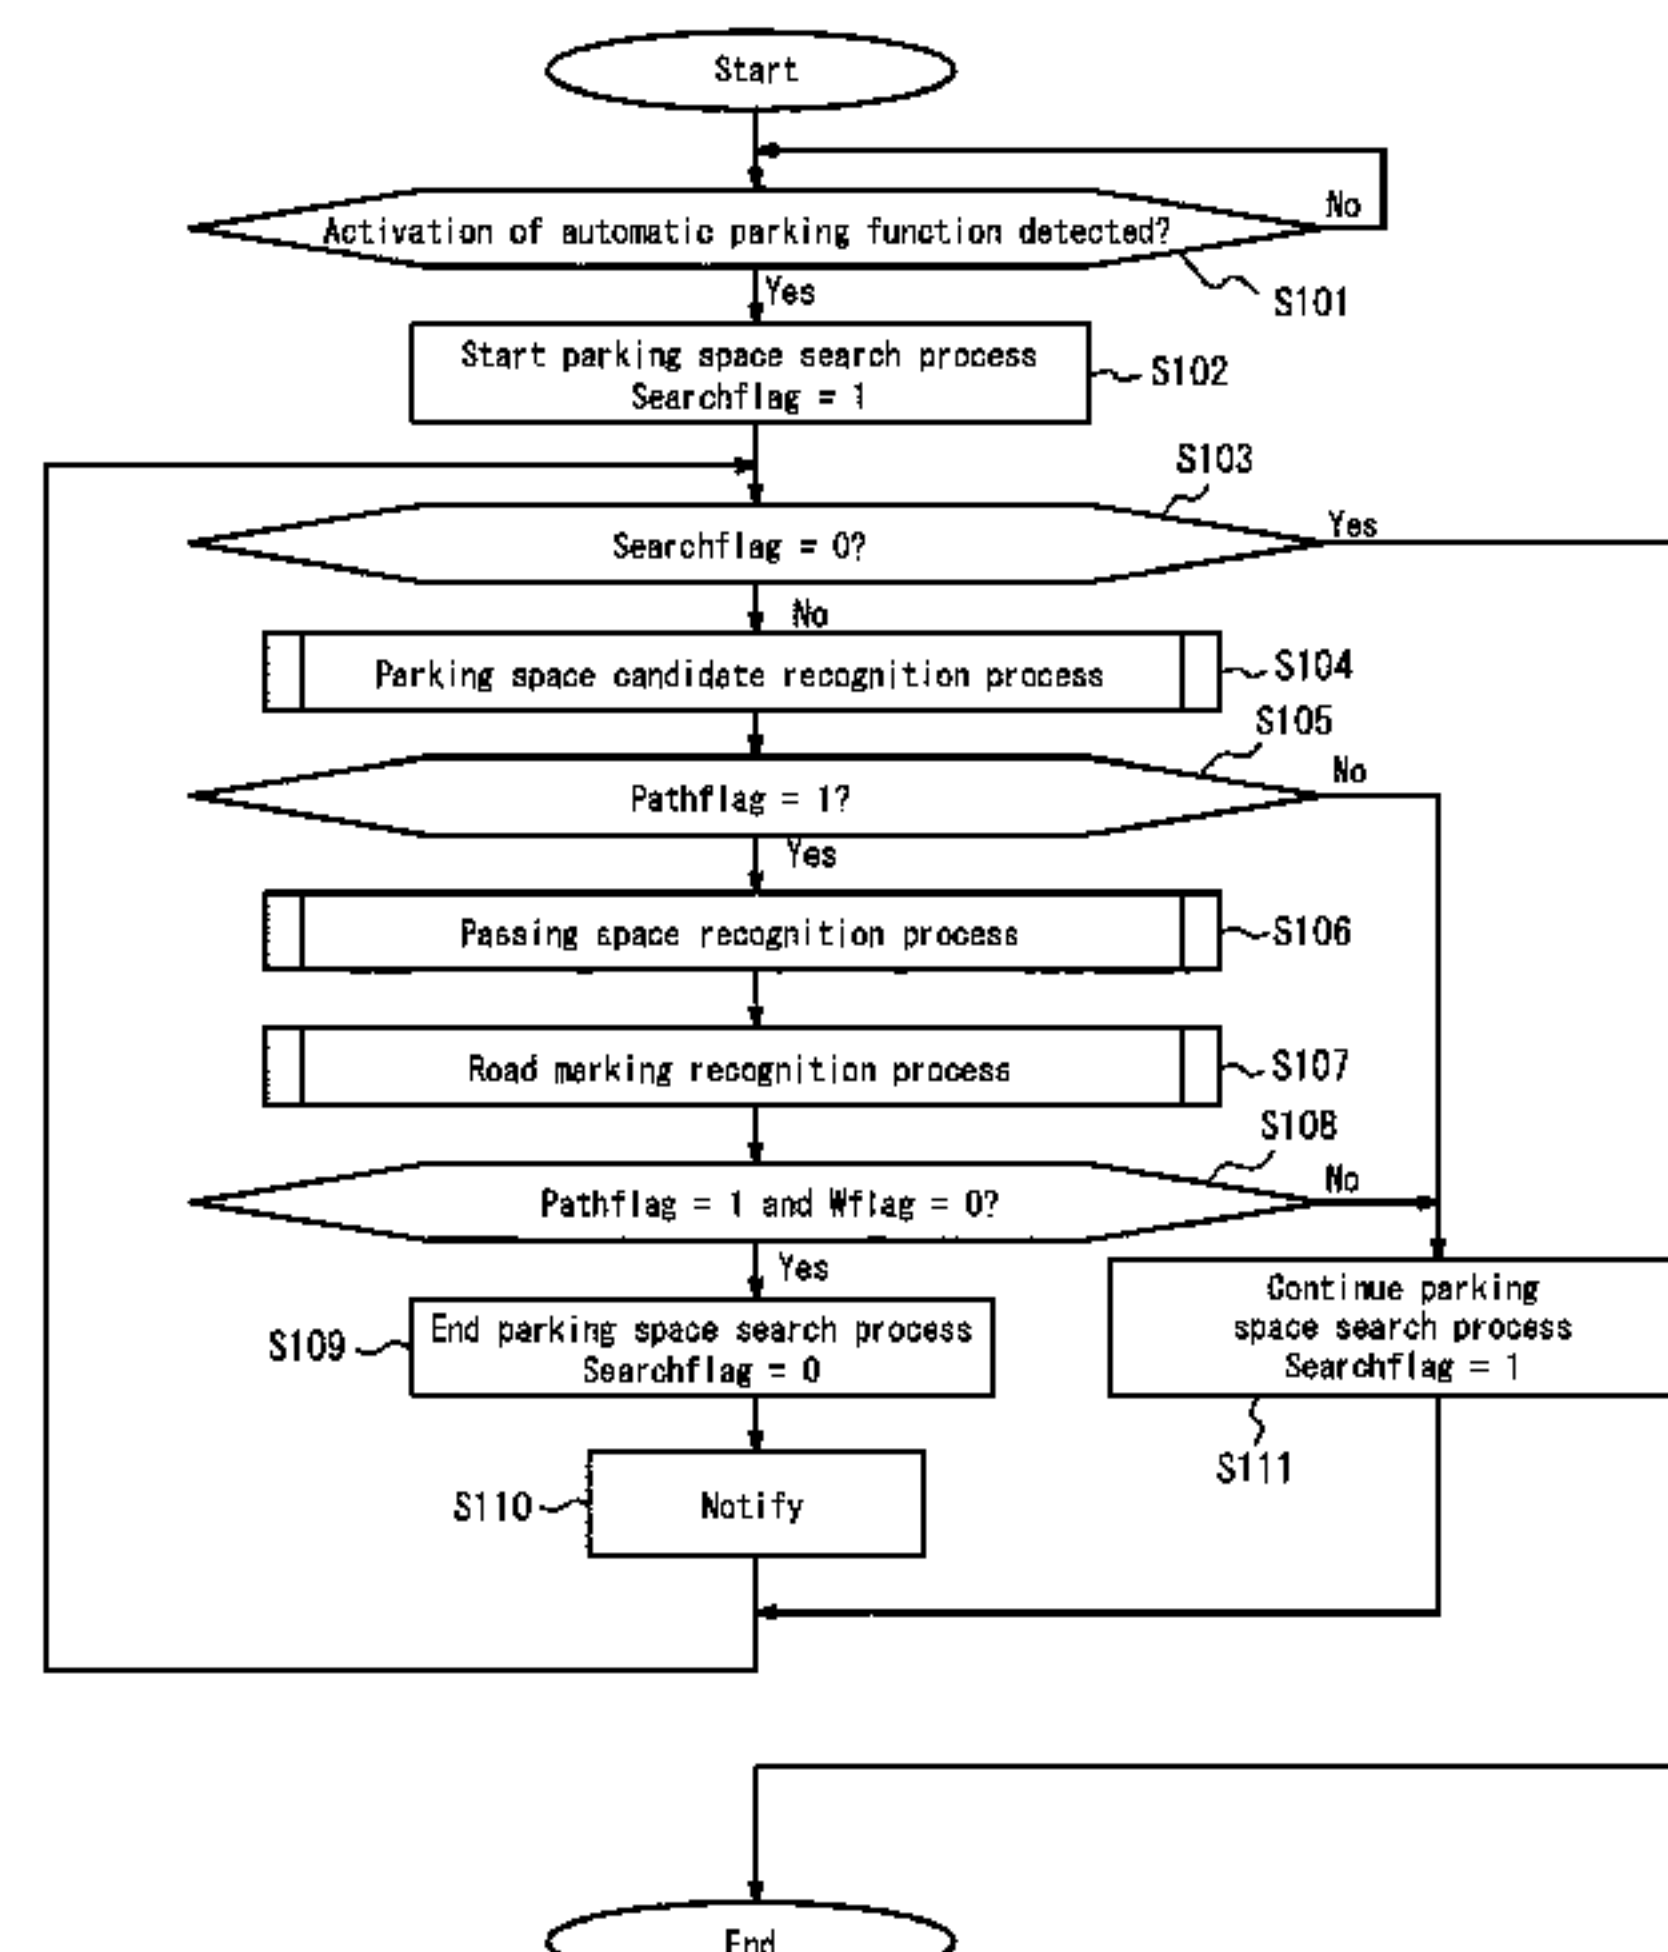 Start
No
Activation of automatic parking function detected?
Yes
S101
Start parking space search process
Searchflag = 1
S102
S103
Searchflag = 0?
Yes
No
Parking space candidate recognition process
S104
S105
Pathflag = 1?
No
Yes
Passing space recognition process
S106
Road marking recognition process
S107
S108
Pathflag = 1 and Wflag = 0?
No
Yes
S109
End parking space search process
Searchflag = 0
Continue parking
space search process
Searchflag = 1
S111
S110
Notify
End